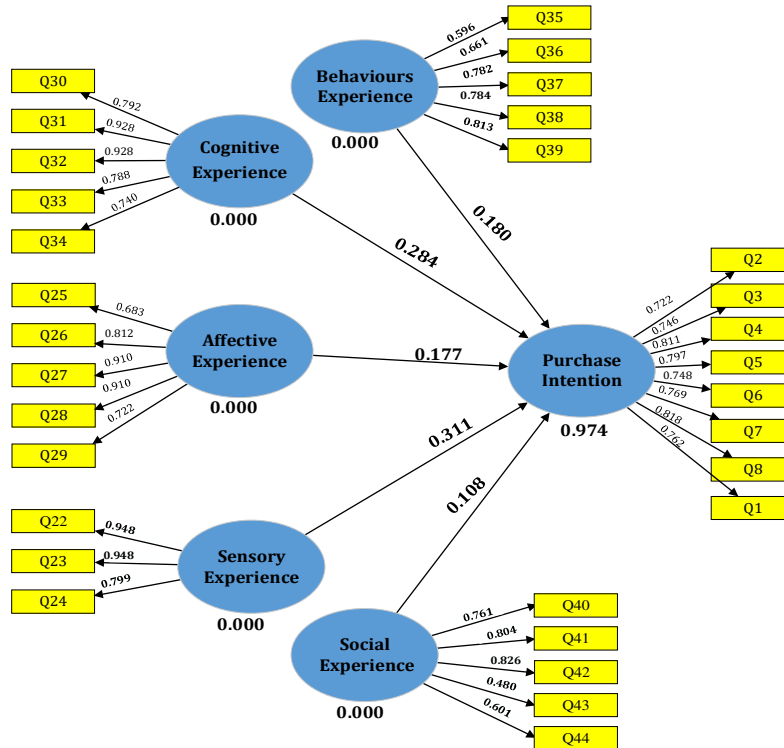 Q35
0.596
Q36
0.661
Q37
0.782
Q38
0.784
Q39
0.813
Behaviours
Experience
0.000
Q30
0.792
Q31
0.928
Q32
0.928
Q33
0.788
Q34
0.740
Cognitive
Experience
0.000
0.180
0.284
Q25
0.683
Q26
0.812
Q27
0.910
Q28
0.910
Q29
0.722
Affective
Experience
0.000
0.177
Purchase
Intention
0.974
Q2
0.722
Q3
0.746
Q4
0.811
Q5
0.797
Q6
0.748
Q7
0.769
Q8
0.818
Q1
0.762
0.311
0.108
Q22
0.948
Q23
0.948
Q24
0.799
Sensory
Experience
0.000
Social
Experience
0.000
Q40
0.761
Q41
0.804
Q42
0.826
Q43
0.480
Q44
0.601